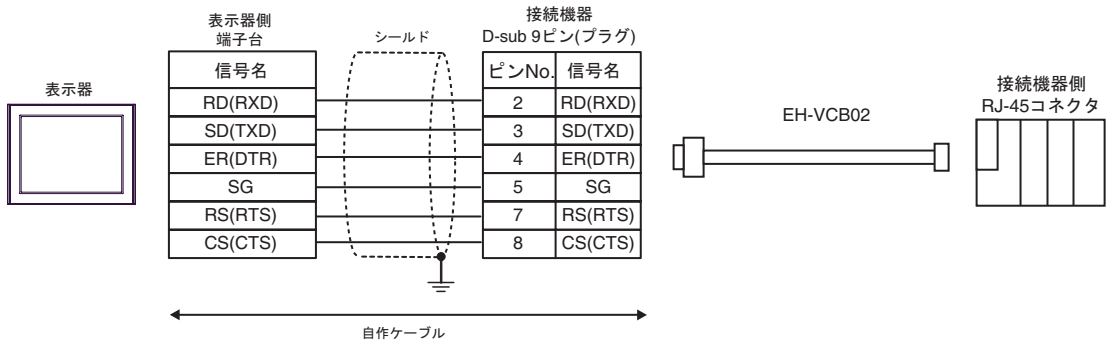 表示器
表示器側
端子台
シールド
接続機器
D-sub 9ピン(プラグ)
信号名
ピンNo. 信号名
RD(RXD) 2 RD(RXD)
SD(TXD) 3 SD(TXD)
ER(DTR) 4 ER(DTR)
SG 5 SG
RS(RTS) 7 RS(RTS)
CS(CTS) 8 CS(CTS)
自作ケーブル
EH-VCB02
接続機器側
RJ-45コネクタ